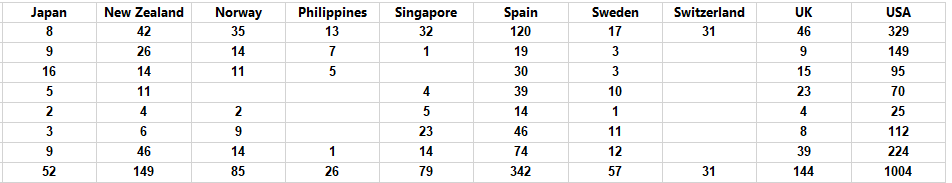 Japan New Zealand Norway Philippines Singapore Spain Sweden Switzerland UK USA
8 42 35 13 32 120 17 31 46 329
9 26 14 7 1 19 3 9 149
16 14 11 5 30 3 15 95
5 11 4 39 10 23 70
2 4 2 5 14 1 4 25
3 6 9 23 46 11 8 112
9 46 14 1 14 74 12 39 224
52 149 85 26 79 342 57 31 144 1004